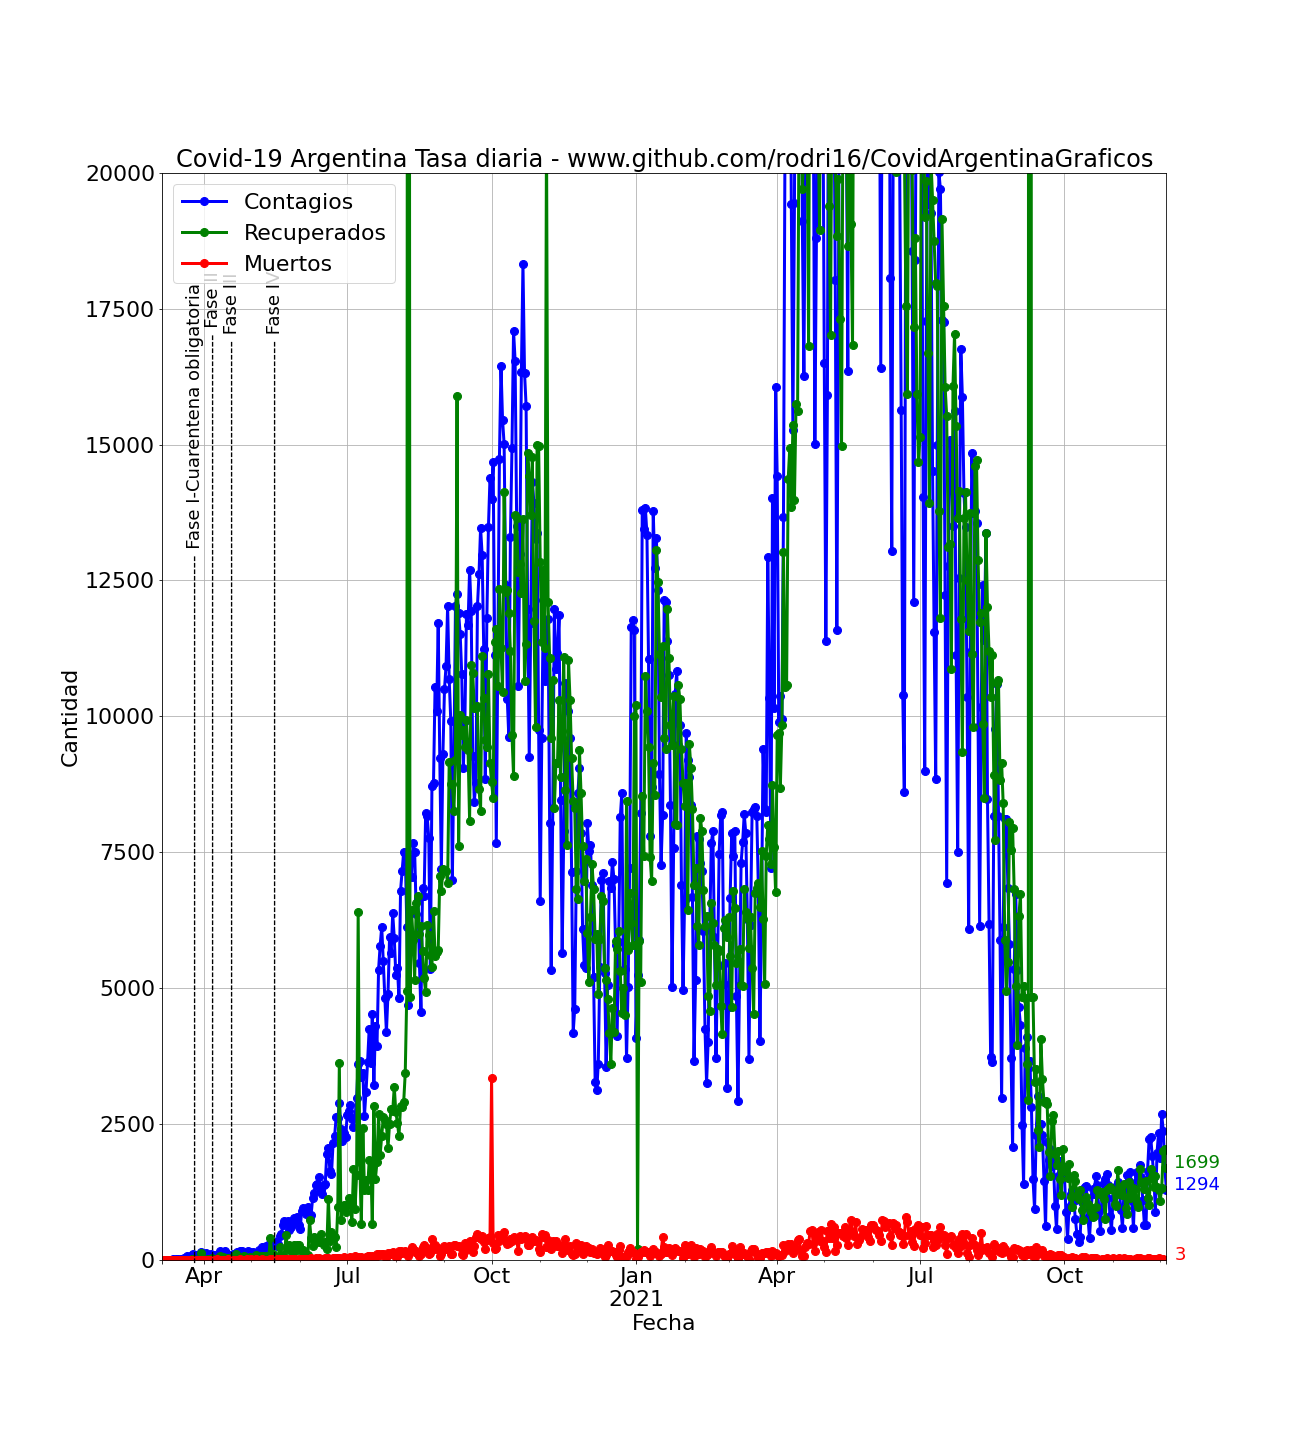 Covid-19 Argentina Tasa diaria - www.github.com/rodri16/CovidArgentinaGraficos
20000
17500
15000
12500
10000
7500
5000
2500
0
Cantidad
Contagios
Recuperados
Muertos
Fase I-Cuarentena obligatoria
Fase II
Fase III
Fase IV
1699
1294
3
Apr
Jul
Oct
Jan
2021
Apr
Jul
Oct
Fecha